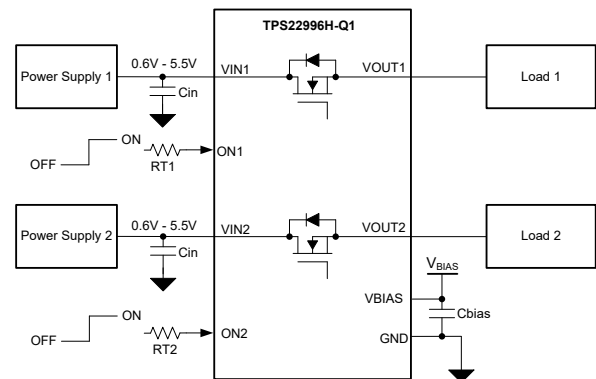 TPS22996H-Q1
Power Supply 1
0.6V - 5.5V
VIN1
VOUT1
Load 1
Cin
OFF
ON
RT1
ON1
Power Supply 2
0.6V - 5.5V
VIN2
VOUT2
Load 2
Cin
VBIAS
VBIAS
Cbias
OFF
ON
RT2
ON2
GND